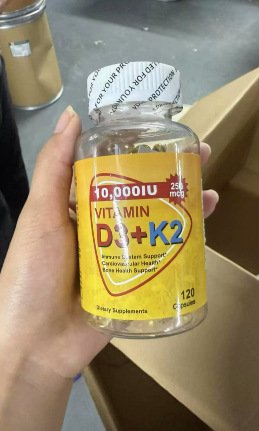 10,000IU
250
mcg
VITAMIN
D3+K2
Immune System Support*
Cardiovascular Health*
Bone Health Support*
120
Capsules
Dietary Supplements